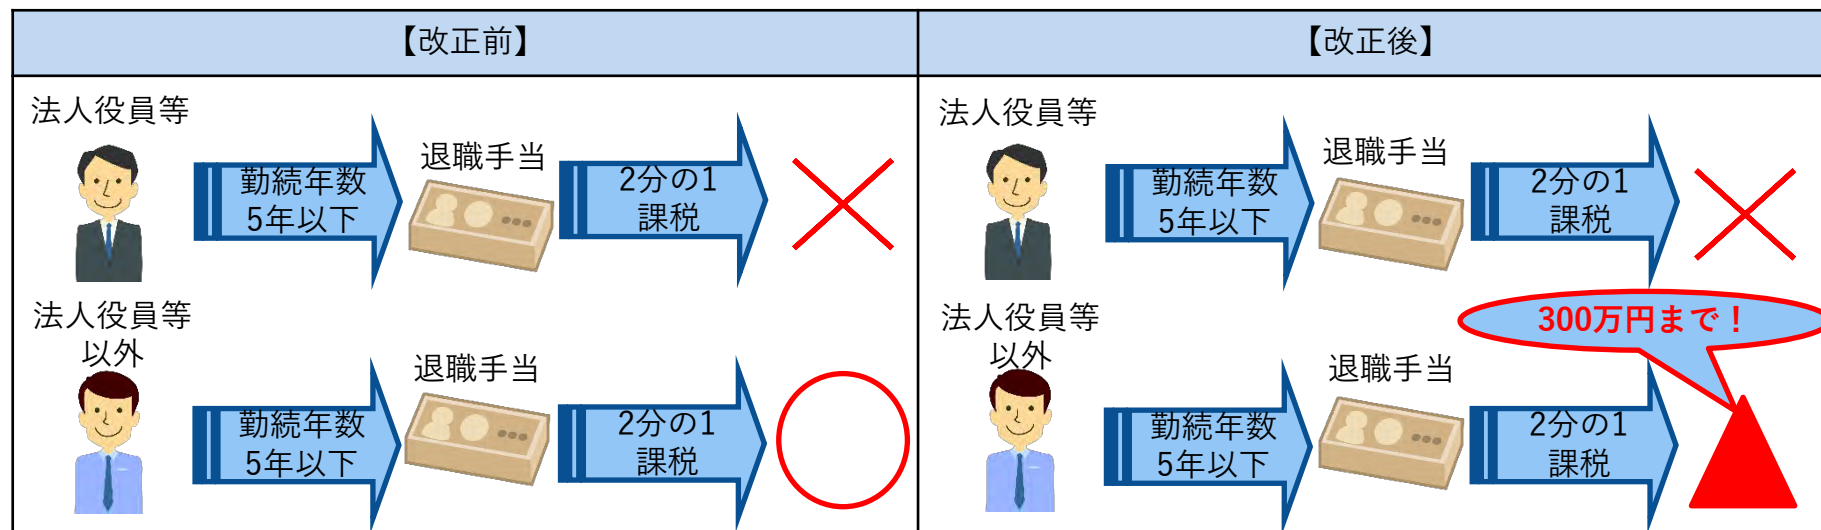 【改正前】
【改正後】
法人役員等
勤続年数
5年以下
退職手当
2分の1
課税
法人役員等
以外
勤続年数
5年以下
退職手当
2分の1
課税
法人役員等
勤続年数
5年以下
退職手当
2分の1
課税
法人役員等
以外
勤続年数
5年以下
退職手当
2分の1
課税
300万円まで！